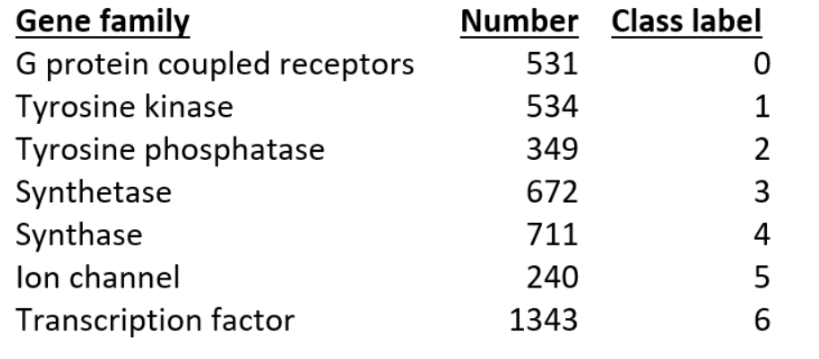 Gene family Number Class label
G protein coupled receptors 531 0
Tyrosine kinase 534 1
Tyrosine phosphatase 349 2
Synthetase 672 3
Synthase 711 4
Ion channel 240 5
Transcription factor 1343 6